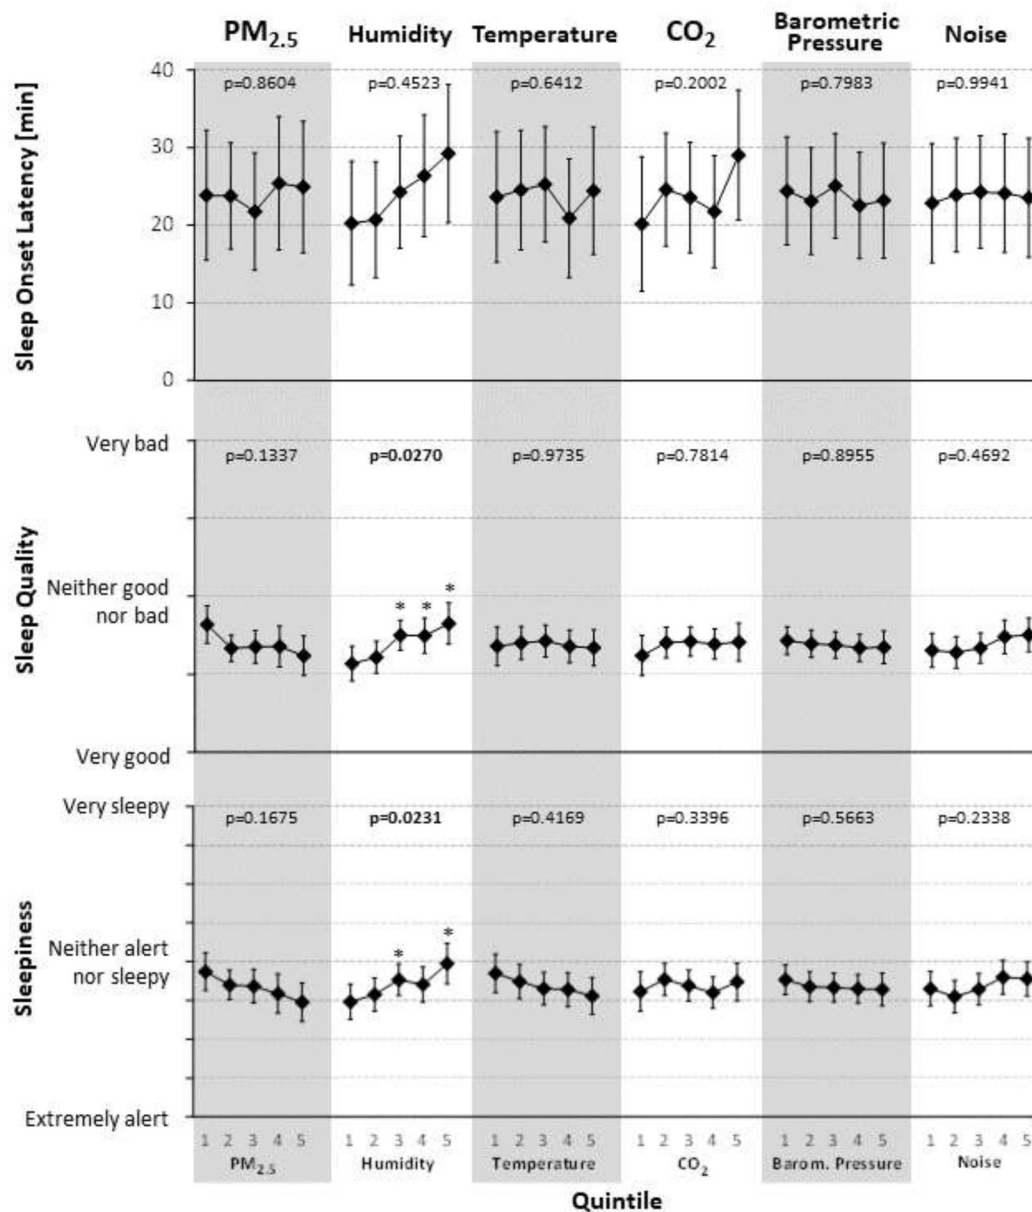 PM2.5 Humidity Temperature CO2 Barometric Pressure Noise
Sleep Onset Latency [min]
40
p=0.8604 p=0.4523 p=0.6412 p=0.2002 p=0.7983 p=0.9941
30
20
10
0
Sleep Quality
Very bad
p=0.1337 p=0.0270 p=0.9735 p=0.7814 p=0.8955 p=0.4692
Neither good
nor bad
* * *
Very good
Sleepiness
Very sleepy
p=0.1675 p=0.0231 p=0.4169 p=0.3396 p=0.5663 p=0.2338
Neither alert
nor sleepy
* *
Extremely alert
1 2 3 4 5 1 2 3 4 5 1 2 3 4 5 1 2 3 4 5 1 2 3 4 5 1 2 3 4 5
PM2.5 Humidity Temperature CO2 Barom. Pressure Noise
Quintile